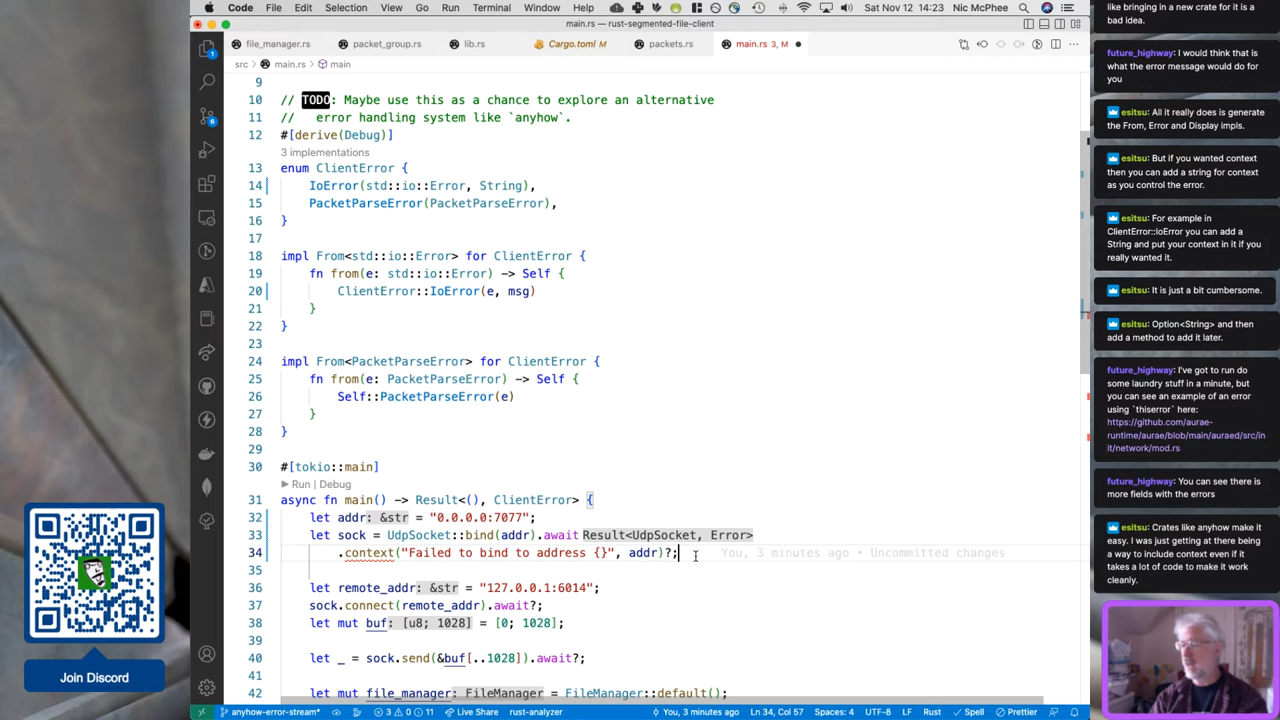 Code File Edit Selection View Go Run Terminal Window Help Sat Nov 12 14:23 Nic McPhee
main.rs — rust-segmented-file-client
file_manager.rs packet_group.rs lib.rs Cargo.toml M packets.rs main.rs 3, M
src main.rs main
9
10 // TODO: Maybe use this as a chance to explore an alternative
11 // error handling system like `anyhow`.
12 #[derive(Debug)]
3 implementations
13 enum ClientError {
14 IoError(std::io::Error, String),
15 PacketParseError(PacketParseError),
16 }
17
18 impl From<std::io::Error> for ClientError {
19 fn from(e: std::io::Error) -> Self {
20 ClientError::IoError(e, msg)
21 }
22 }
23
24 impl From<PacketParseError> for ClientError {
25 fn from(e: PacketParseError) -> Self {
26 Self::PacketParseError(e)
27 }
28 }
29
30 #[tokio::main]
Run | Debug
31 async fn main() -> Result<(), ClientError> {
32 let addr: &str = "0.0.0.0:7077";
33 let sock = UdpSocket::bind(addr).await Result<UdpSocket, Error>
34 .context("Failed to bind to address {}", addr)?; You, 3 minutes ago • Uncommitted changes
35
36 let remote_addr: &str = "127.0.0.1:6014";
37 sock.connect(remote_addr).await?;
38 let mut buf: [u8; 1028] = [0; 1028];
39
40 let _ = sock.send(&buf[..1028]).await?;
41
42 let mut file_manager: FileManager = FileManager::default();
anyhow-error-stream* 3 0 11 Live Share rust-analyzer You, 3 minutes ago Ln 34, Col 57 Spaces: 4 UTF-8 LF Rust Spell Prettier
like bringing in a new crate for it is a
bad idea.
future_highway: I would think that is
what the error message would do for
you
esitsu: All it really does is generate
the From, Error and Display impls.
esitsu: But if you wanted context
then you can add a string for context
as you control the error.
esitsu: For example in
ClientError::IoError you can add a
String and put your context in it if you
really wanted it.
esitsu: It is just a bit cumbersome.
esitsu: Option<String> and then
add a method to add it later.
future_highway: I've got to run do
some laundry stuff in a minute, but
you can see an example of an error
using `thiserror` here:
https://github.com/aurae-
runtime/aurae/blob/main/auraed/src/in
it/network/mod.rs
future_highway: You can see there is
more fields with the errors
esitsu: Crates like anyhow make it
easy. I was just getting at there being
a way to include context even if it
takes a lot of code to make it work
cleanly.
Join Discord